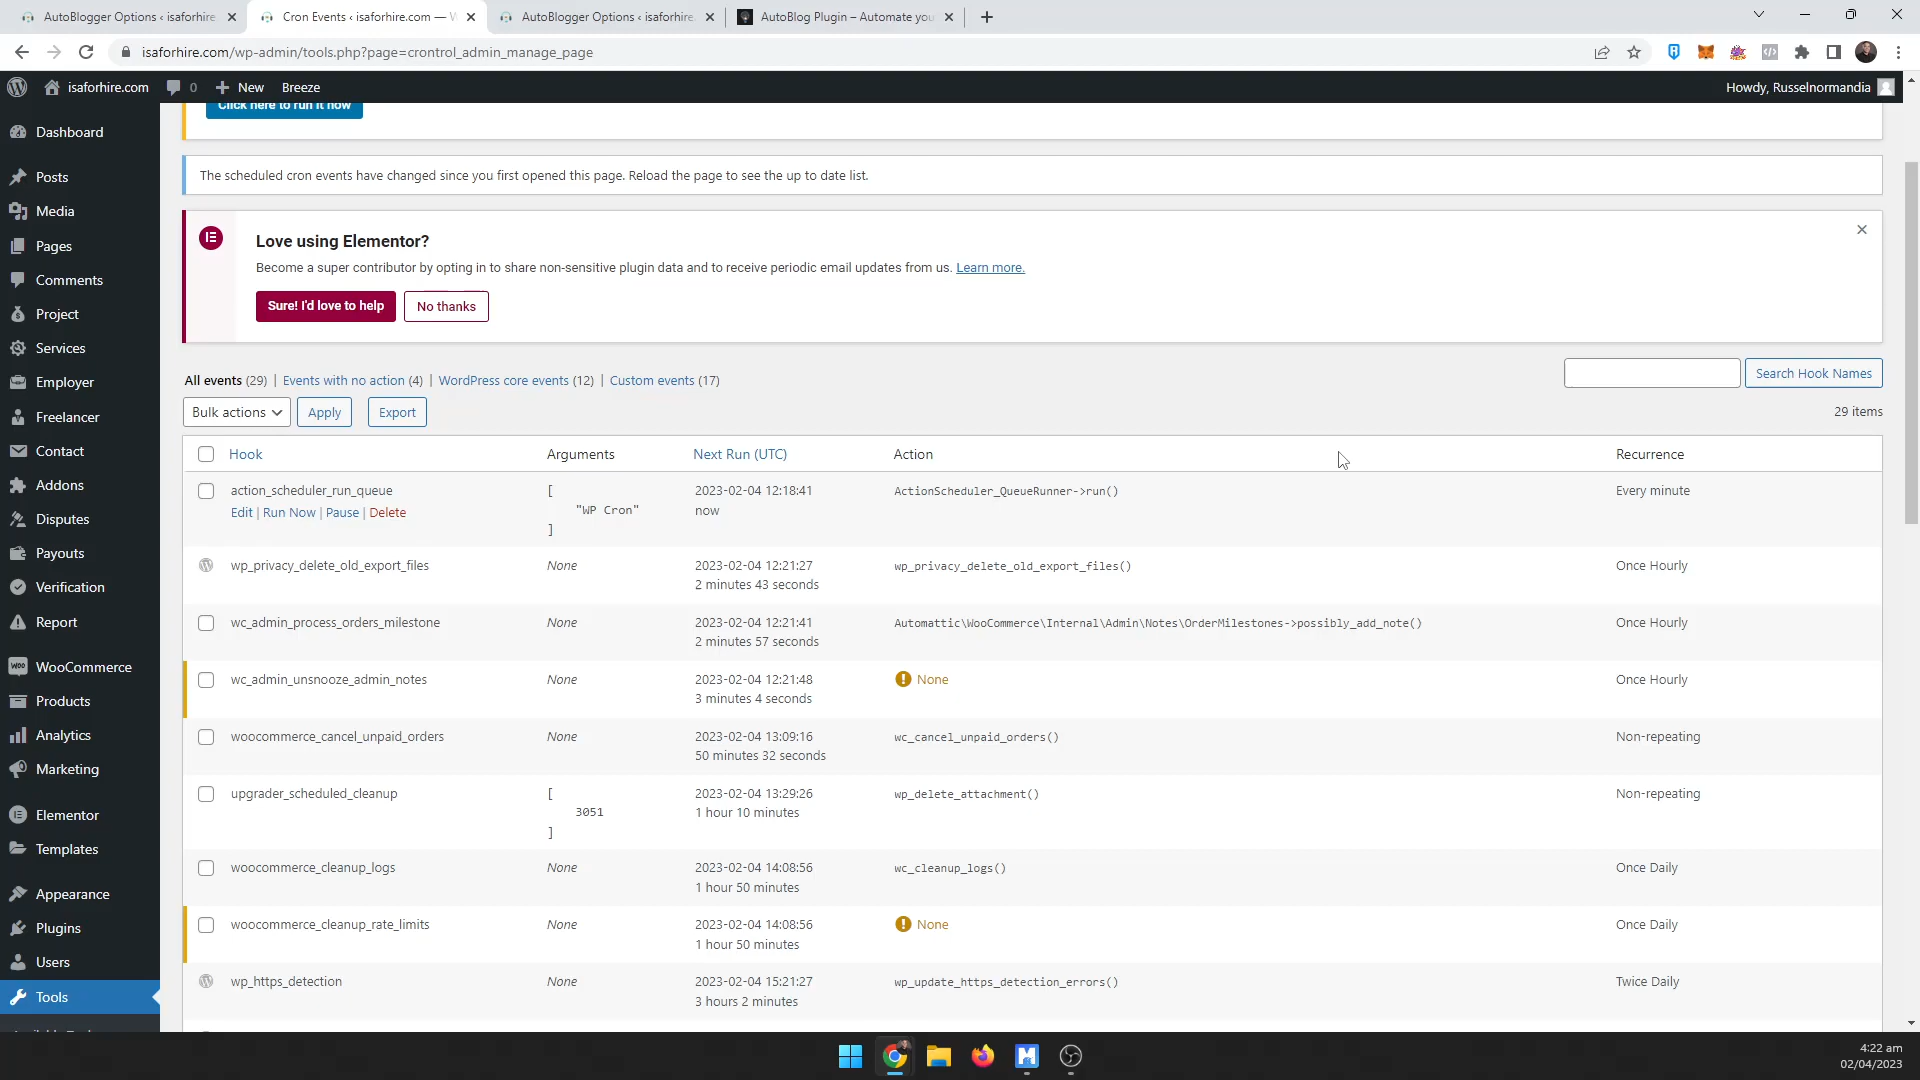 AutoBlogger Options ‹ isaforhire
Cron Events ‹ isaforhire.com — W
AutoBlogger Options ‹ isaforhire
AutoBlog Plugin – Automate you
isaforhire.com/wp-admin/tools.php?page=crontrol_admin_manage_page
isaforhire.com
0
New
Breeze
Howdy, Russelnormandia
Dashboard
Posts
Media
Pages
Comments
Project
Services
Employer
Freelancer
Contact
Addons
Disputes
Payouts
Verification
Report
WooCommerce
Products
Analytics
Marketing
Elementor
Templates
Appearance
Plugins
Users
Tools
Click here to run it now
The scheduled cron events have changed since you first opened this page. Reload the page to see the up to date list.
Love using Elementor?
Become a super contributor by opting in to share non-sensitive plugin data and to receive periodic email updates from us. Learn more.
Sure! I'd love to help
No thanks
All events (29) | Events with no action (4) | WordPress core events (12) | Custom events (17)
Search Hook Names
Bulk actions
Apply
Export
29 items
Hook Arguments Next Run (UTC) Action Recurrence
action_scheduler_run_queue [ 2023-02-04 12:18:41 ActionScheduler_QueueRunner->run() Every minute
Edit | Run Now | Pause | Delete "WP Cron" now
]
wp_privacy_delete_old_export_files None 2023-02-04 12:21:27 wp_privacy_delete_old_export_files() Once Hourly
2 minutes 43 seconds
wc_admin_process_orders_milestone None 2023-02-04 12:21:41 Automattic\WooCommerce\Internal\Admin\Notes\OrderMilestones->possibly_add_note() Once Hourly
2 minutes 57 seconds
wc_admin_unsnooze_admin_notes None 2023-02-04 12:21:48 None Once Hourly
3 minutes 4 seconds
woocommerce_cancel_unpaid_orders None 2023-02-04 13:09:16 wc_cancel_unpaid_orders() Non-repeating
50 minutes 32 seconds
upgrader_scheduled_cleanup [ 2023-02-04 13:29:26 wp_delete_attachment() Non-repeating
3051 1 hour 10 minutes
]
woocommerce_cleanup_logs None 2023-02-04 14:08:56 wc_cleanup_logs() Once Daily
1 hour 50 minutes
woocommerce_cleanup_rate_limits None 2023-02-04 14:08:56 None Once Daily
1 hour 50 minutes
wp_https_detection None 2023-02-04 15:21:27 wp_update_https_detection_errors() Twice Daily
3 hours 2 minutes
4:22 am
02/04/2023